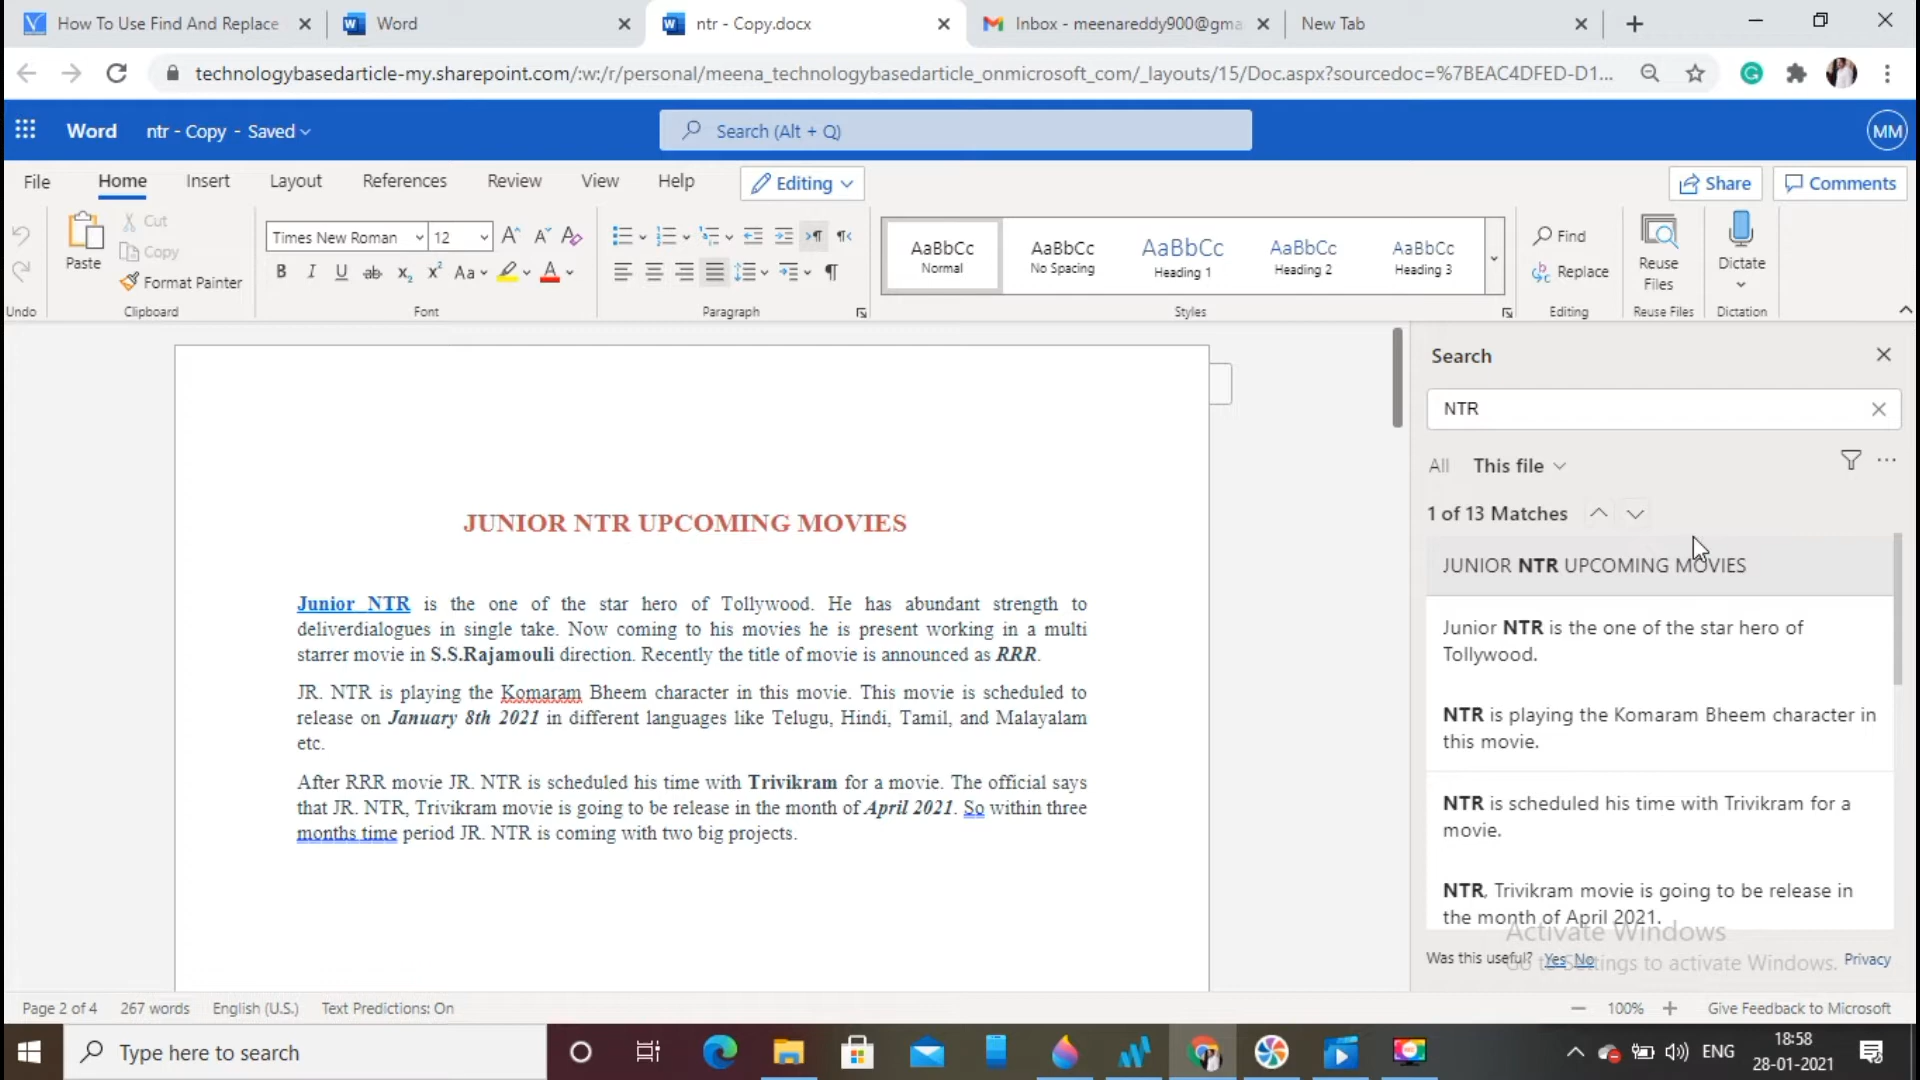 How To Use Find And Replace
Word
ntr - Copy.docx
Inbox - meenareddy900@gma
New Tab
technologybasedarticle-my.sharepoint.com/:w:/r/personal/meena_technologybasedarticle_onmicrosoft_com/_layouts/15/Doc.aspx?sourcedoc=%7BEAC4DFED-D1...
Word ntr - Copy - Saved
Search (Alt + Q)
MM
File Home Insert Layout References Review View Help Editing Share Comments
Paste
Cut
Copy
Format Painter
Times New Roman 12
B I U ab x₂ x² Aa A
AaBbCc AaBbCc AaBbCc AaBbCc AaBbCc
Normal No Spacing Heading 1 Heading 2 Heading 3
Find
Replace
Reuse
Files
Dictate
Undo Clipboard Font Paragraph Styles Editing Reuse Files Dictation
JUNIOR NTR UPCOMING MOVIES
Junior NTR is the one of the star hero of Tollywood. He has abundant strength to
deliverdialogues in single take. Now coming to his movies he is present working in a multi
starrer movie in S.S.Rajamouli direction. Recently the title of movie is announced as RRR.
JR. NTR is playing the Komaram Bheem character in this movie. This movie is scheduled to
release on January 8th 2021 in different languages like Telugu, Hindi, Tamil, and Malayalam
etc.
After RRR movie JR. NTR is scheduled his time with Trivikram for a movie. The official says
that JR. NTR, Trivikram movie is going to be release in the month of April 2021. So within three
months time period JR. NTR is coming with two big projects.
Search
NTR
All This file
1 of 13 Matches
JUNIOR NTR UPCOMING MOVIES
Junior NTR is the one of the star hero of
Tollywood.
NTR is playing the Komaram Bheem character in
this movie.
NTR is scheduled his time with Trivikram for a
movie.
NTR, Trivikram movie is going to be release in
the month of April 2021.
Activate Windows
Go to Settings to activate Windows.
Was this useful? Yes No
Privacy
Page 2 of 4 267 words English (U.S.) Text Predictions: On
100% Give Feedback to Microsoft
Type here to search
ENG
18:58
28-01-2021